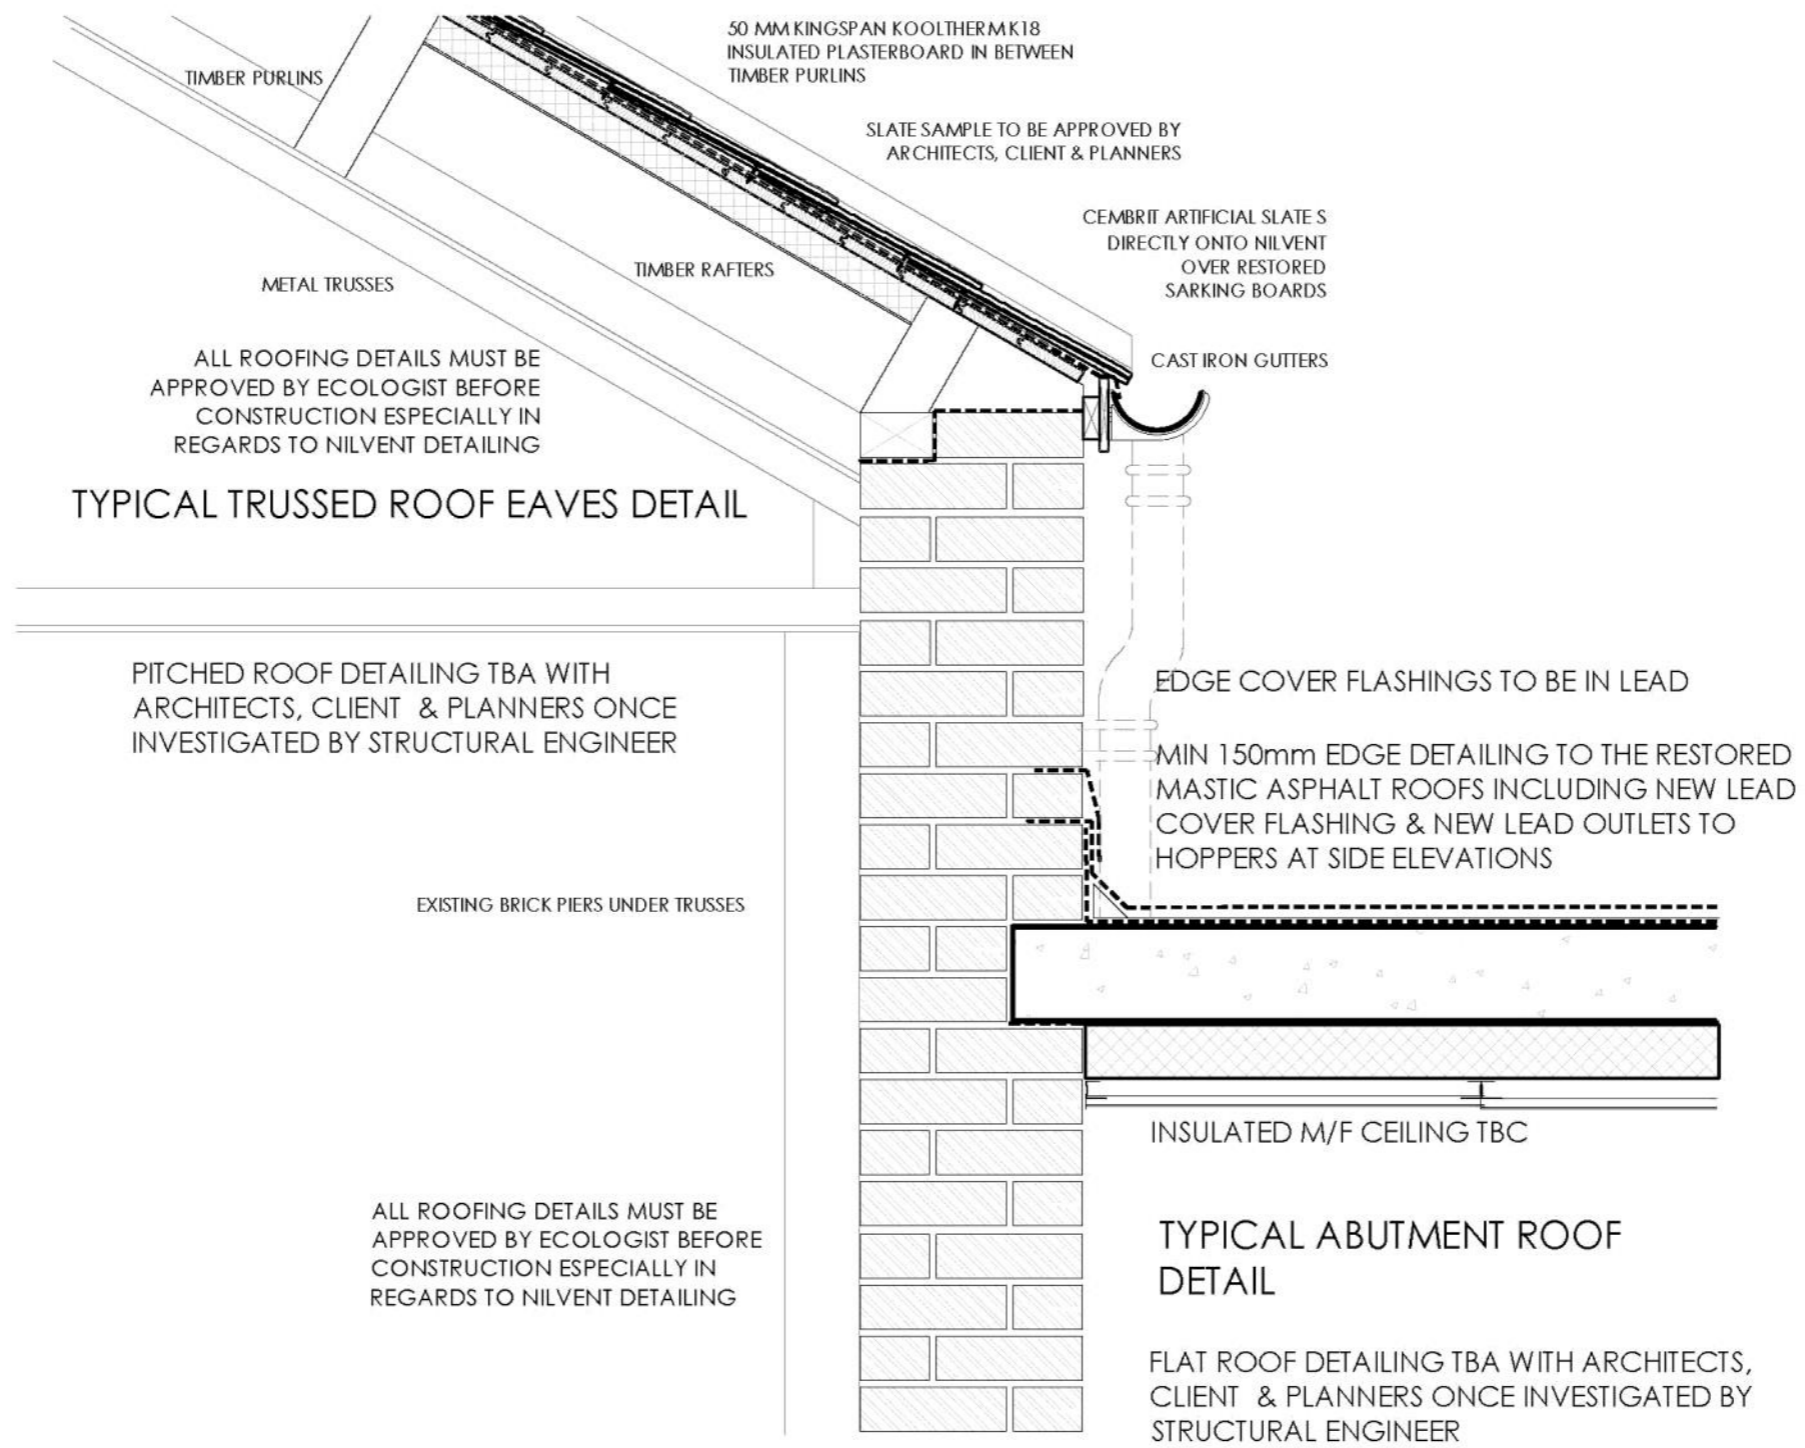 50 MM KINGSPAN KOOLTHERM K18
INSULATED PLASTERBOARD IN BETWEEN
TIMBER PURLINS
TIMBER PURLINS
SLATE SAMPLE TO BE APPROVED BY
ARCHITECTS, CLIENT & PLANNERS
CEMBRIT ARTIFICIAL SLATE S
DIRECTLY ONTO NILVENT
OVER RESTORED
SARKING BOARDS
TIMBER RAFTERS
METAL TRUSSES
CAST IRON GUTTERS
ALL ROOFING DETAILS MUST BE
APPROVED BY ECOLOGIST BEFORE
CONSTRUCTION ESPECIALLY IN
REGARDS TO NILVENT DETAILING
TYPICAL TRUSSED ROOF EAVES DETAIL
PITCHED ROOF DETAILING TBA WITH
ARCHITECTS, CLIENT & PLANNERS ONCE
INVESTIGATED BY STRUCTURAL ENGINEER
EDGE COVER FLASHINGS TO BE IN LEAD
MIN 150mm EDGE DETAILING TO THE RESTORED
MASTIC ASPHALT ROOFS INCLUDING NEW LEAD
COVER FLASHING & NEW LEAD OUTLETS TO
HOPPERS AT SIDE ELEVATIONS
EXISTING BRICK PIERS UNDER TRUSSES
INSULATED M/F CEILING TBC
ALL ROOFING DETAILS MUST BE
APPROVED BY ECOLOGIST BEFORE
CONSTRUCTION ESPECIALLY IN
REGARDS TO NILVENT DETAILING
TYPICAL ABUTMENT ROOF
DETAIL
FLAT ROOF DETAILING TBA WITH ARCHITECTS,
CLIENT & PLANNERS ONCE INVESTIGATED BY
STRUCTURAL ENGINEER